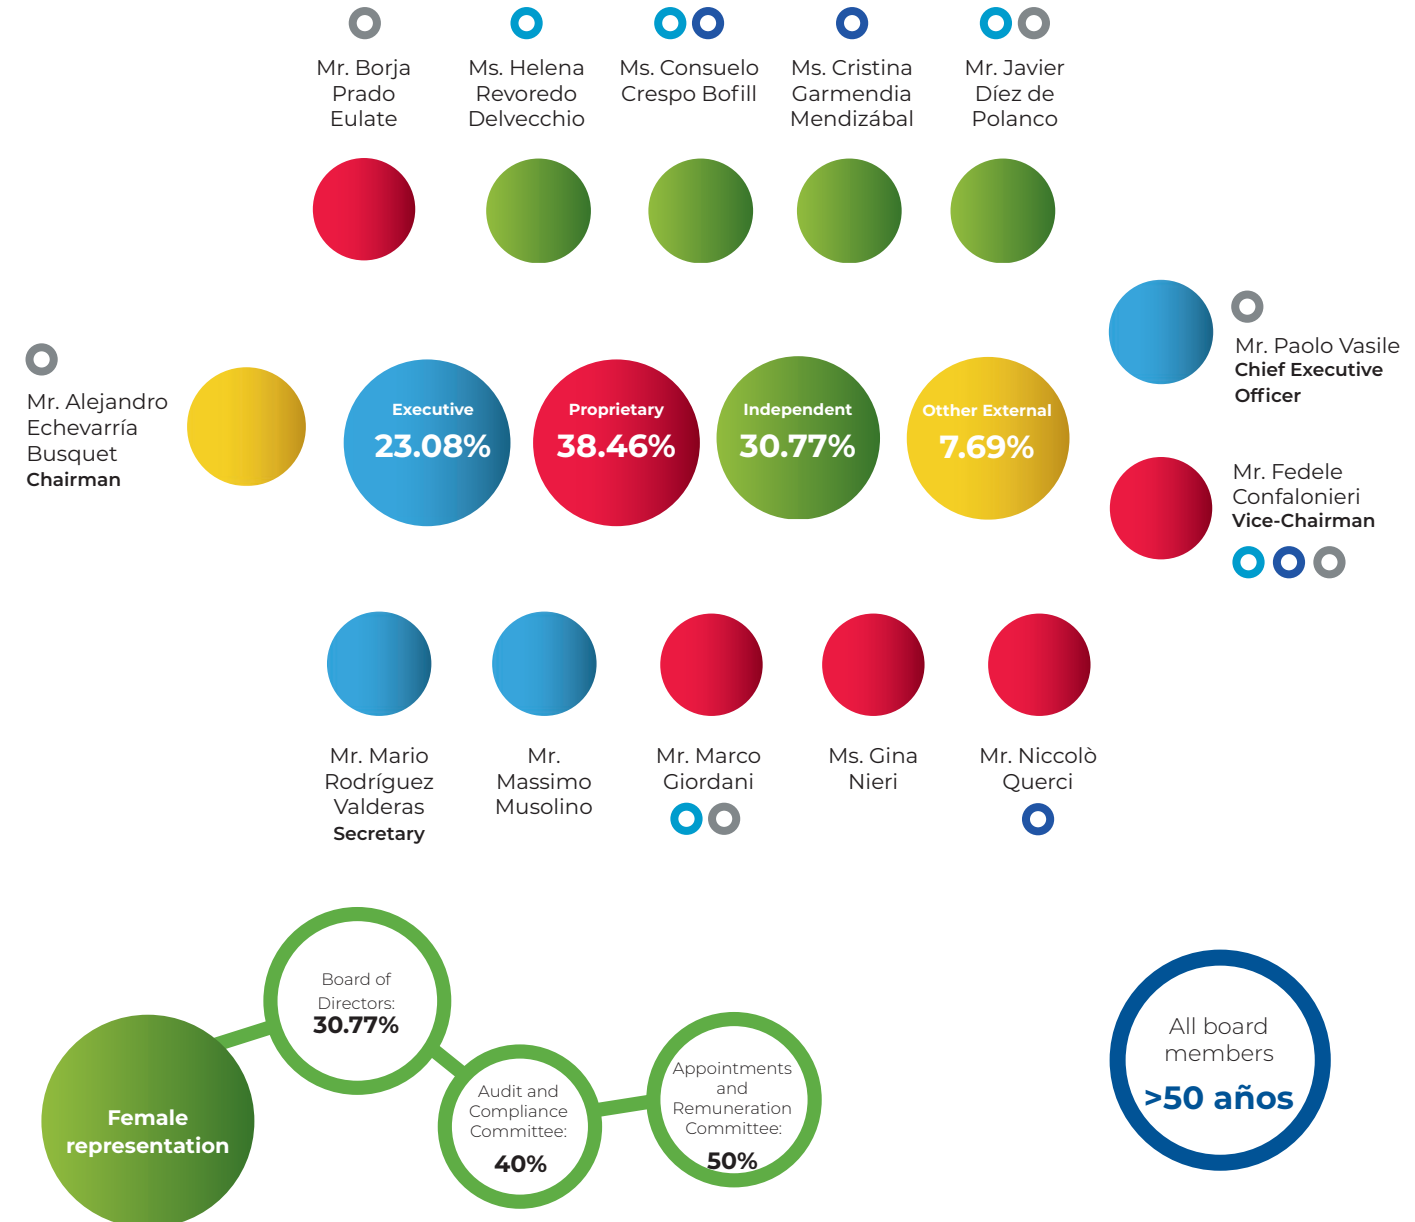 Mr. Borja
Prado
Eulate
Ms. Helena
Revoredo
Delvecchio
Ms. Consuelo
Crespo Bofill
Ms. Cristina
Garmendia
Mendizábal
Mr. Javier
Díez de
Polanco
Mr. Paolo Vasile
Chief Executive
Officer
Mr. Alejandro
Echevarría
Busquet
Chairman
Executive
23.08%
Proprietary
38.46%
Independent
30.77%
Otther External
7.69%
Mr. Fedele
Confalonieri
Vice-Chairman
Mr. Mario
Rodríguez
Valderas
Secretary
Mr.
Massimo
Musolino
Mr. Marco
Giordani
Ms. Gina
Nieri
Mr. Niccolò
Querci
Female
representation
Board of
Directors:
30.77%
Audit and
Compliance
Committee:
40%
Appointments
and
Remuneration
Committee:
50%
All board
members
>50 años